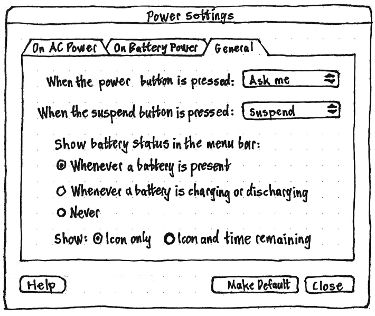 Power Settings
On AC Power On Battery Power General
When the power button is pressed: Ask me
When the suspend button is pressed: Suspend
Show battery status in the menu bar:
Whenever a battery is present
Whenever a battery is charging or discharging
Never
Show: Icon only Icon and time remaining
Help Make Default Close